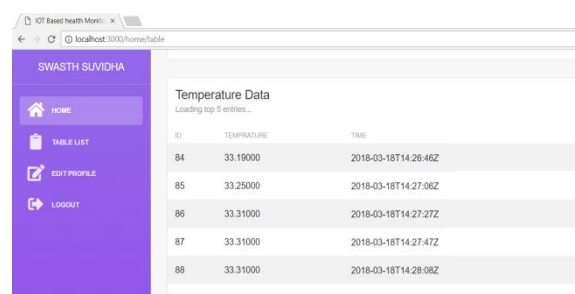 IOT Based health Monito
localhost:3000/home/table
SWASTH SUVIDHA
HOME
TABLE LIST
EDIT PROFILE
LOGOUT
Temperature Data
Loading top 5 entries...
ID TEMPRATURE TIME
84 33.19000 2018-03-18T14:26:46Z
85 33.25000 2018-03-18T14:27:06Z
86 33.31000 2018-03-18T14:27:27Z
87 33.31000 2018-03-18T14:27:47Z
88 33.31000 2018-03-18T14:28:08Z